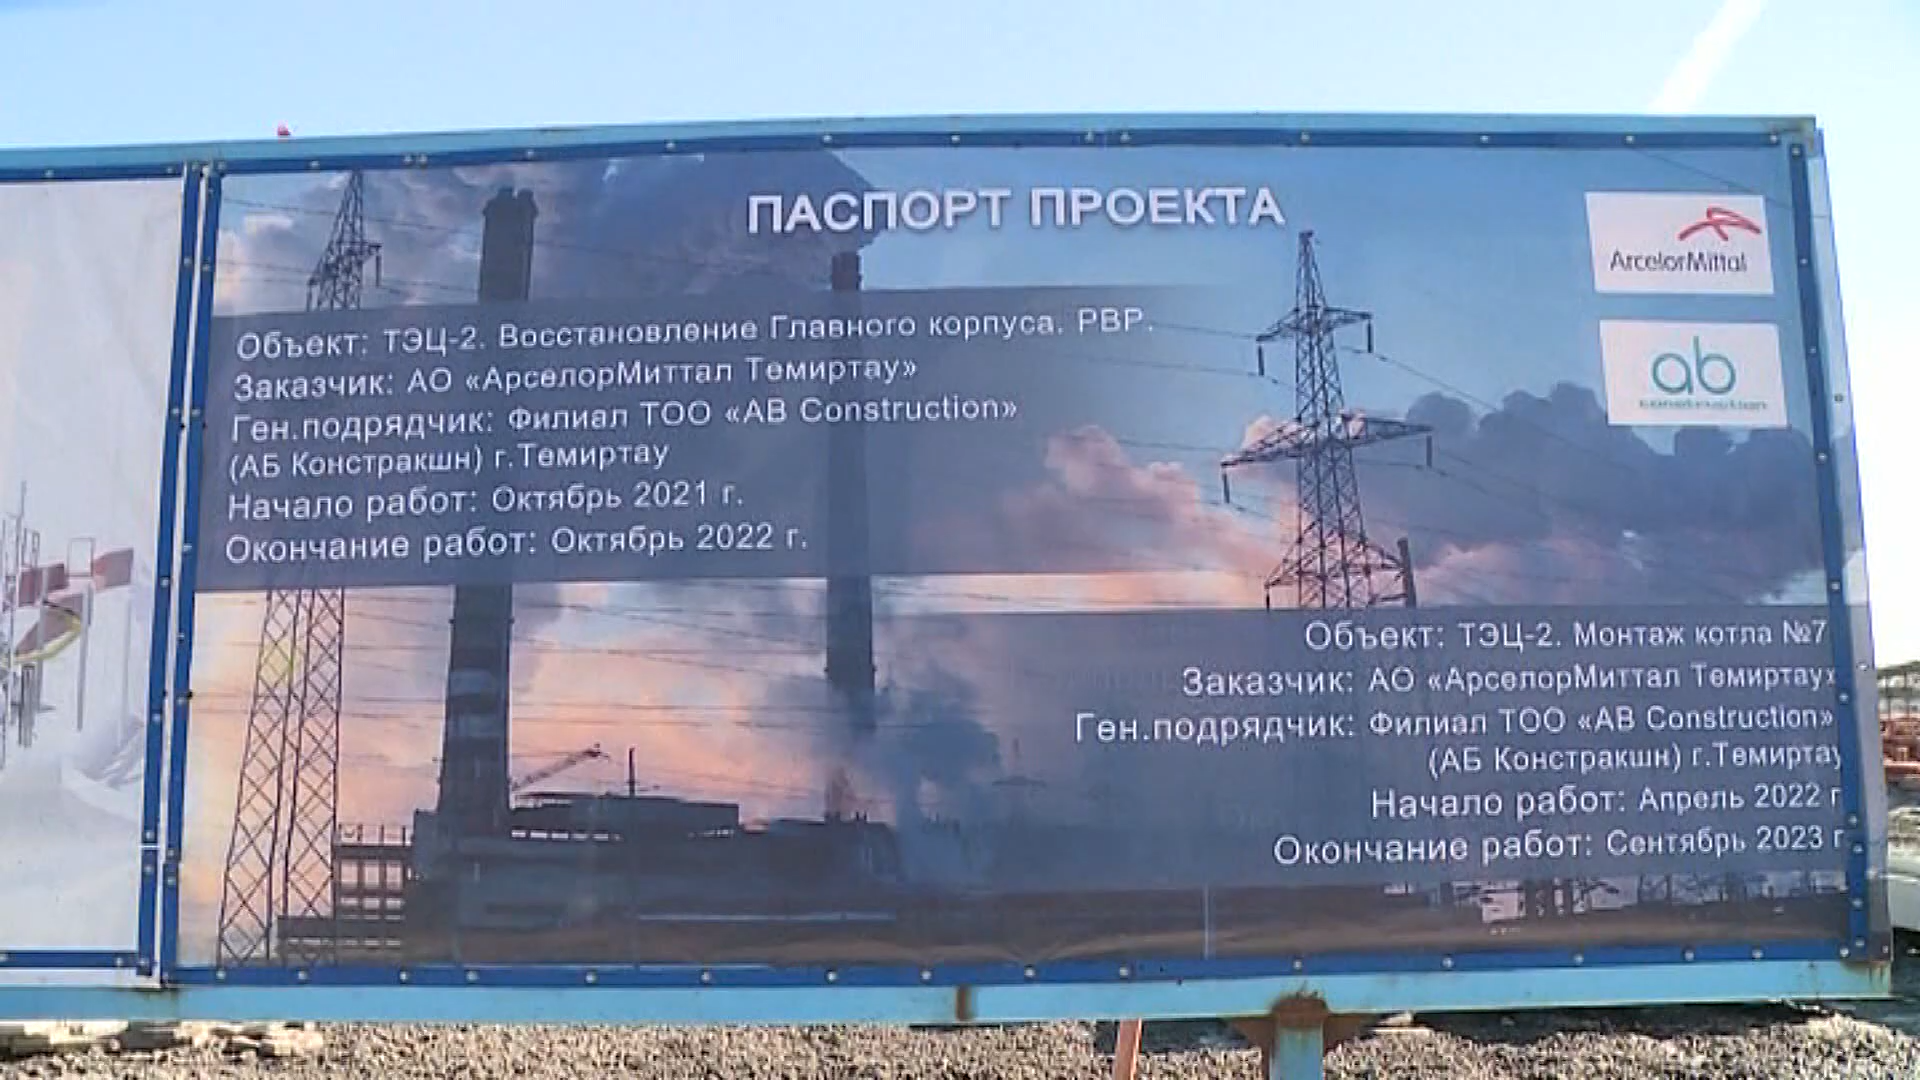 ПАСПОРТ ПРОЕКТА
ArcelorMittal
ab
construction
Объект: ТЭЦ-2. Восстановление Главного корпуса. РВР.
Заказчик: АО «АрселорМиттал Темиртау»
Ген.подрядчик: Филиал ТОО «AB Construction»
(АБ Констракшн) г.Темиртау
Начало работ: Октябрь 2021 г.
Окончание работ: Октябрь 2022 г.
Объект: ТЭЦ-2. Монтаж котла №7
Заказчик: АО «АрселорМиттал Темиртау»
Ген.подрядчик: Филиал ТОО «AB Construction»
(АБ Констракшн) г.Темиртау
Начало работ: Апрель 2022 г
Окончание работ: Сентябрь 2023 г